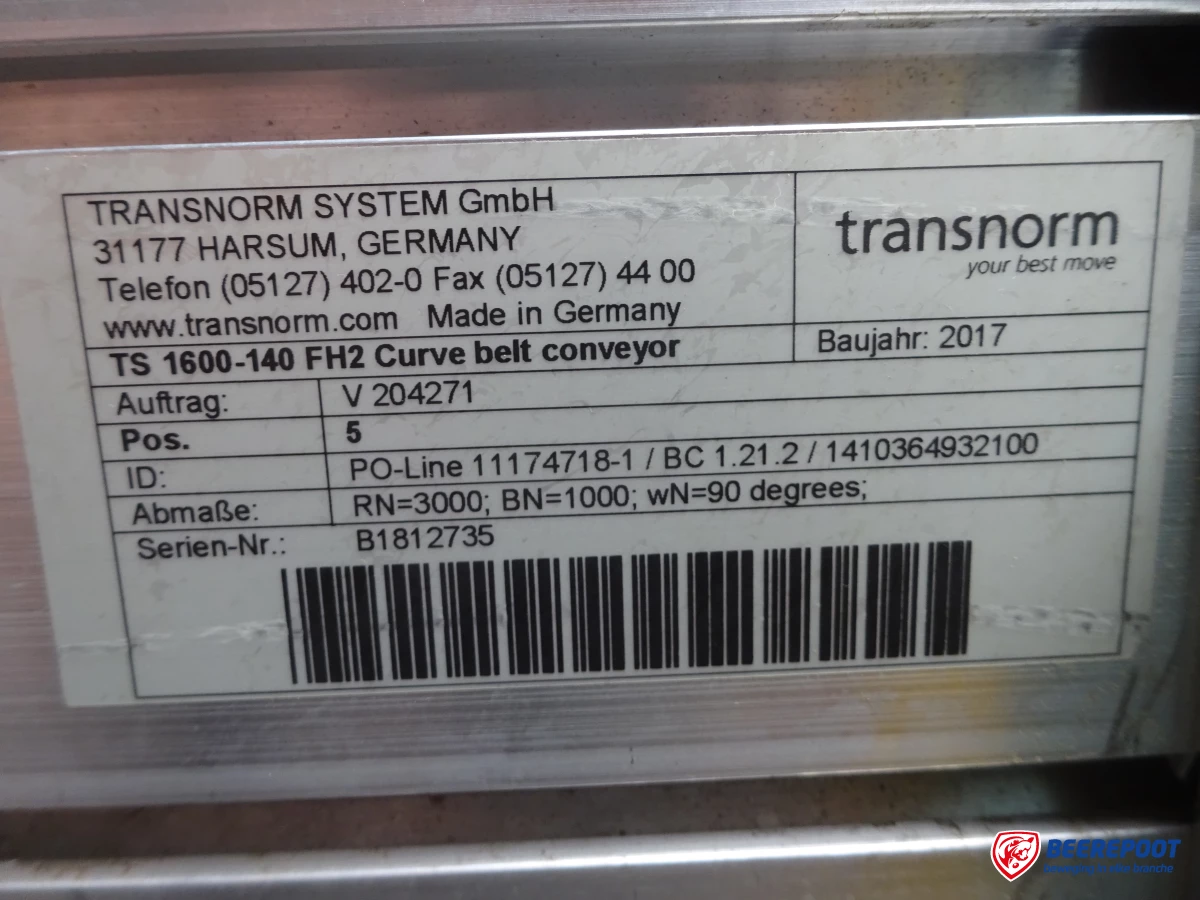 TRANSNORM SYSTEM GmbH
31177 HARSUM, GERMANY
Telefon (05127) 402-0 Fax (05127) 44 00
www.transnorm.com Made in Germany
transnorm
your best move
TS 1600-140 FH2 Curve belt conveyor
Baujahr: 2017
Auftrag: V 204271
Pos. 5
ID: PO-Line 11174718-1 / BC 1.21.2 / 1410364932100
Abmaße: RN=3000; BN=1000; wN=90 degrees;
Serien-Nr.: B1812735
BEEREPOOT